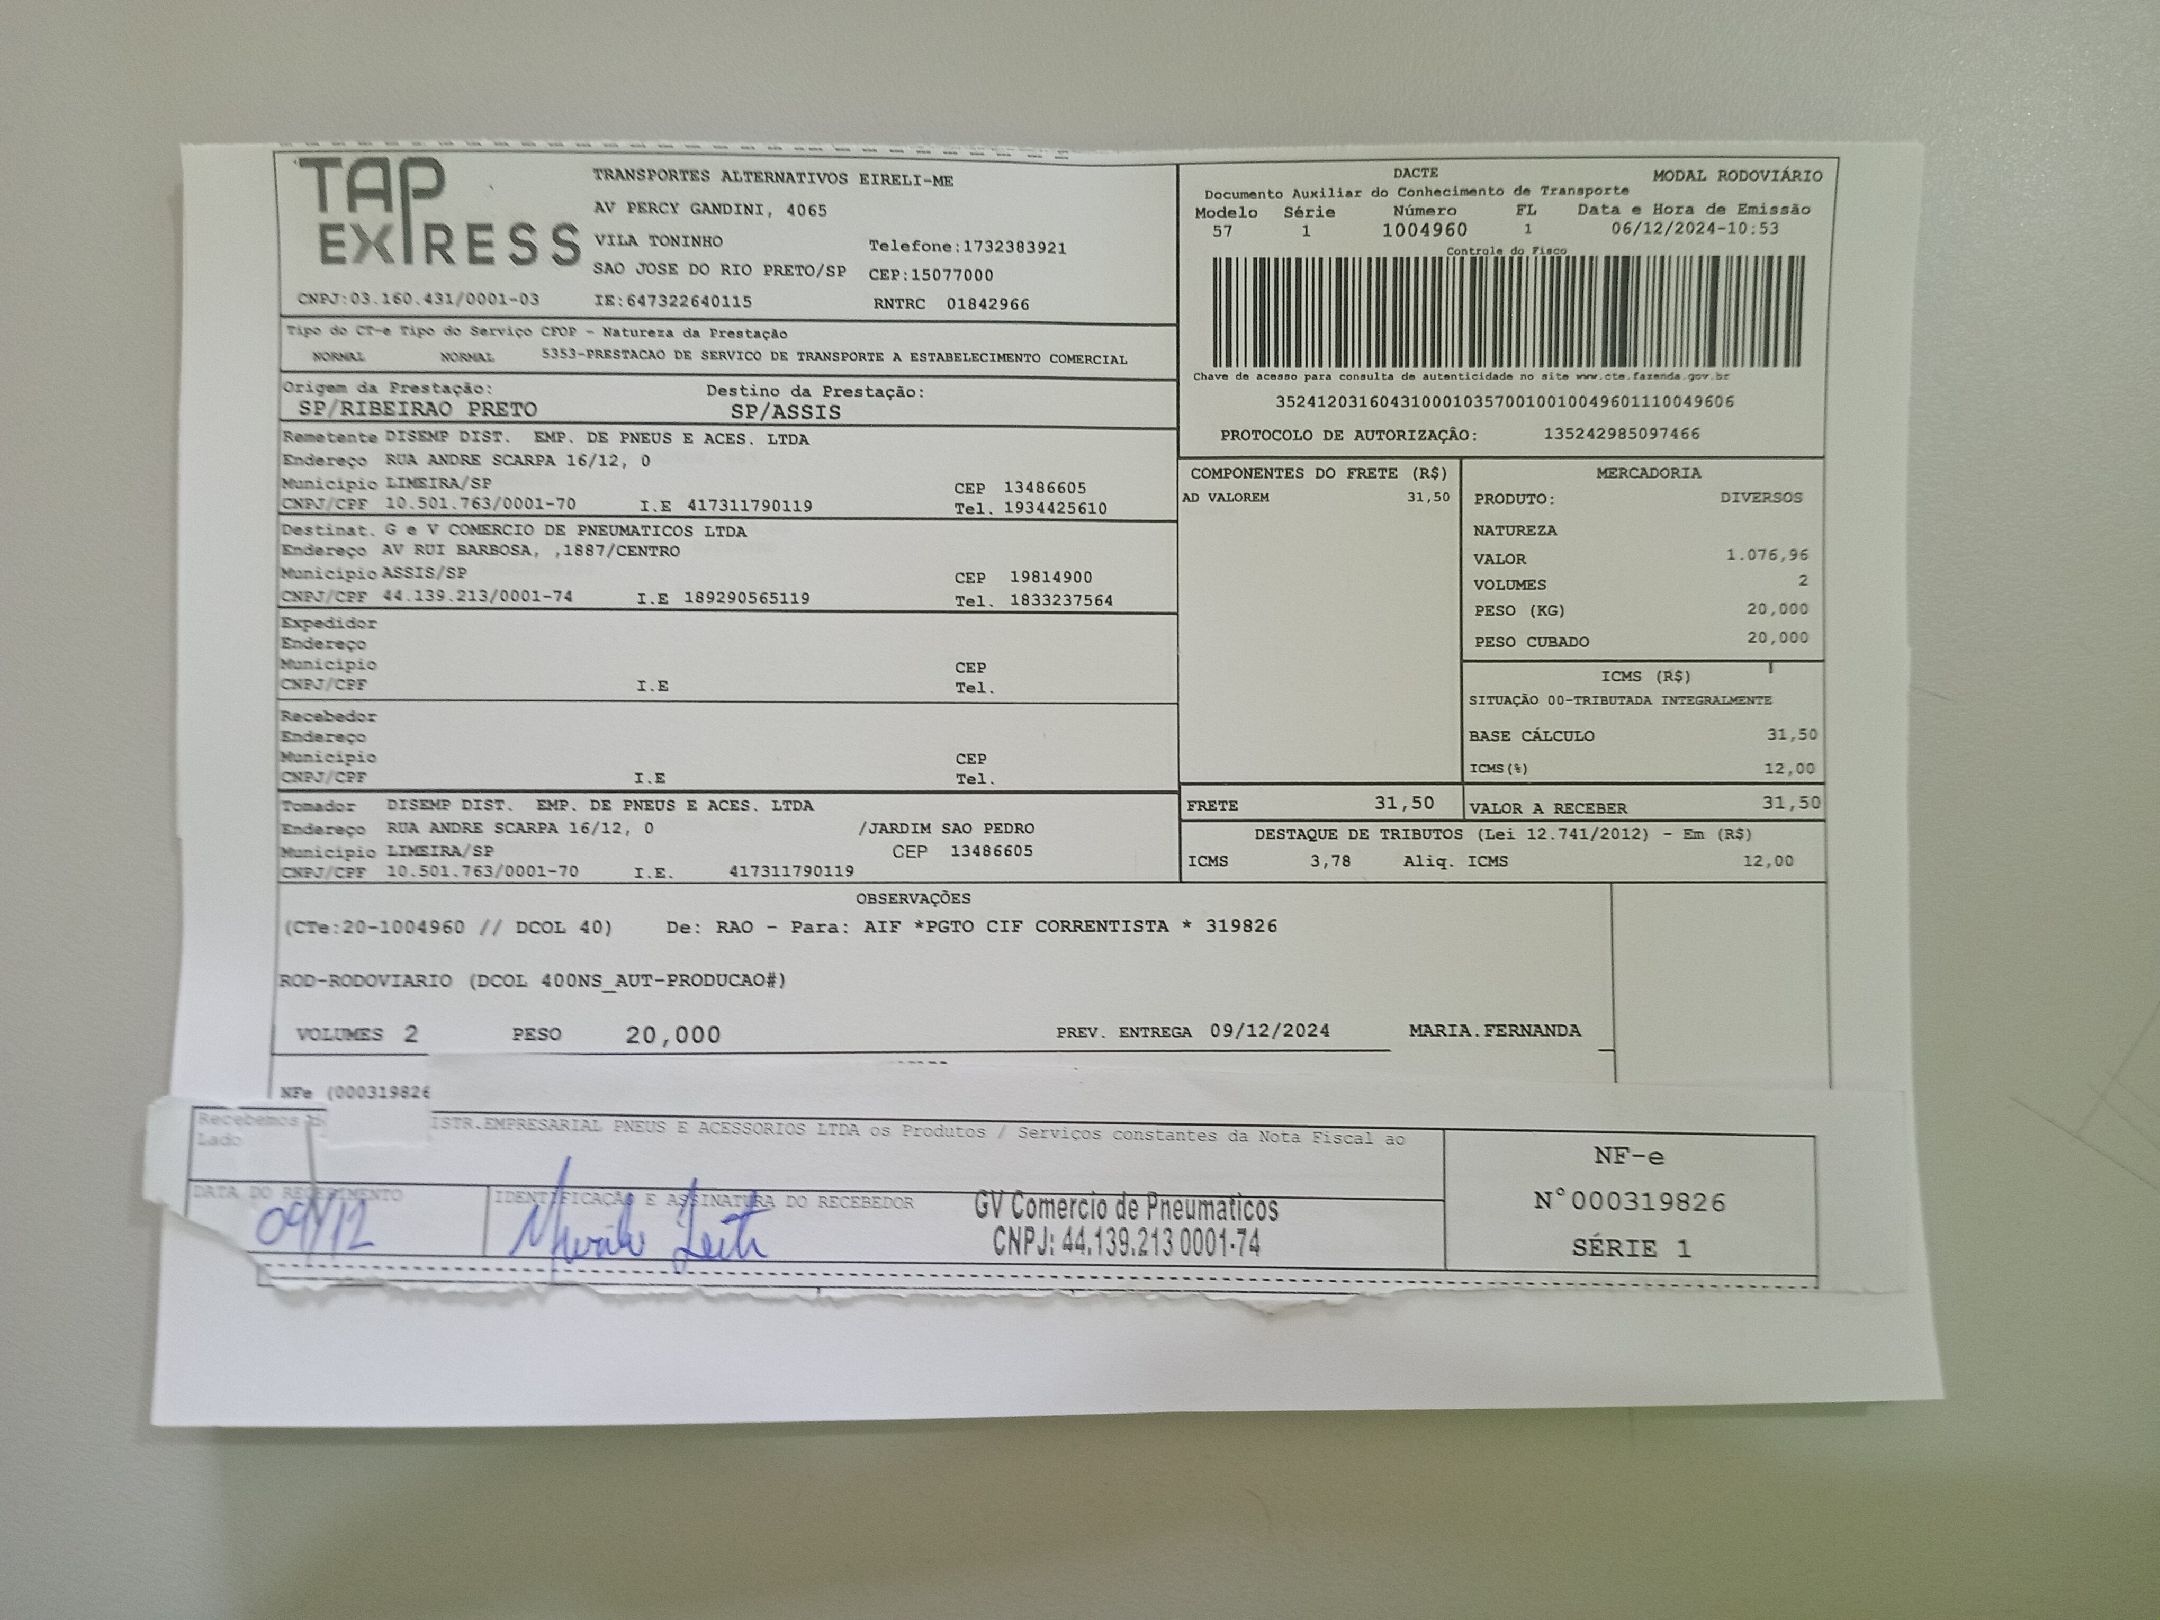 TAP EXPRESS
TRANSPORTES ALTERNATIVOS EIRELI-ME
AV PERCY GANDINI, 4065
VILA TONINHO Telefone:1732383921
SAO JOSE DO RIO PRETO/SP CEP:15077000
CNPJ:03.160.431/0001-03 IE:647322640115 RNTRC 01842966
DACTE MODAL RODOVIÁRIO
Documento Auxiliar do Conhecimento de Transporte
Modelo Série Número FL Data e Hora de Emissão
57 1 1004960 1 06/12/2024-10:53
Controle do Fisco
Chave de acesso para consulta de autenticidade no site www.cte.fazenda.gov.br
35241203160431000103570010010049601110049606
PROTOCOLO DE AUTORIZAÇÂO: 135242985097466
Tipo do CT-e Tipo do Serviço CFOP - Natureza da Prestação
NORMAL NORMAL 5353-PRESTACAO DE SERVICO DE TRANSPORTE A ESTABELECIMENTO COMERCIAL
Origem da Prestação: Destino da Prestação:
SP/RIBEIRAO PRETO SP/ASSIS
Remetente DISEMP DIST. EMP. DE PNEUS E ACES. LTDA
Endereço RUA ANDRE SCARPA 16/12, 0
Município LIMEIRA/SP CEP 13486605
CNPJ/CPF 10.501.763/0001-70 I.E 417311790119 Tel. 1934425610
Destinat. G e V COMERCIO DE PNEUMATICOS LTDA
Endereço AV RUI BARBOSA, ,1887/CENTRO
Município ASSIS/SP CEP 19814900
CNPJ/CPF 44.139.213/0001-74 I.E 189290565119 Tel. 1833237564
Expedidor
Endereço
Município CEP
CNPJ/CPF I.E Tel.
Recebedor
Endereço
Município CEP
CNPJ/CPF I.E Tel.
Tomador DISEMP DIST. EMP. DE PNEUS E ACES. LTDA
Endereço RUA ANDRE SCARPA 16/12, 0 /JARDIM SAO PEDRO
Município LIMEIRA/SP CEP 13486605
CNPJ/CPF 10.501.763/0001-70 I.E. 417311790119
COMPONENTES DO FRETE (R$)
AD VALOREM 31,50
MERCADORIA
PRODUTO: DIVERSOS
NATUREZA
VALOR 1.076,96
VOLUMES 2
PESO (KG) 20,000
PESO CUBADO 20,000
ICMS (R$)
SITUAÇÃO 00-TRIBUTADA INTEGRALMENTE
BASE CÁLCULO 31,50
ICMS(%) 12,00
FRETE 31,50 VALOR A RECEBER 31,50
DESTAQUE DE TRIBUTOS (Lei 12.741/2012) - Em (R$)
ICMS 3,78 Aliq. ICMS 12,00
OBSERVAÇÕES
(CTe:20-1004960 // DCOL 40) De: RAO - Para: AIF *PGTO CIF CORRENTISTA * 319826
ROD-RODOVIARIO (DCOL 400NS_AUT-PRODUCAO#)
VOLUMES 2 PESO 20,000 PREV. ENTREGA 09/12/2024 MARIA.FERNANDA
NFe (000319826
Recebemos ISTR.EMPRESARIAL PNEUS E ACESSORIOS LTDA os Produtos / Serviços constantes da Nota Fiscal ao
Lado
DATA DO RECEBIMENTO IDENTIFICAÇÃO E ASSINATURA DO RECEBEDOR
09/12
GV Comercio de Pneumaticos
CNPJ: 44.139.213 0001-74
NF-e
N°000319826
SÉRIE 1